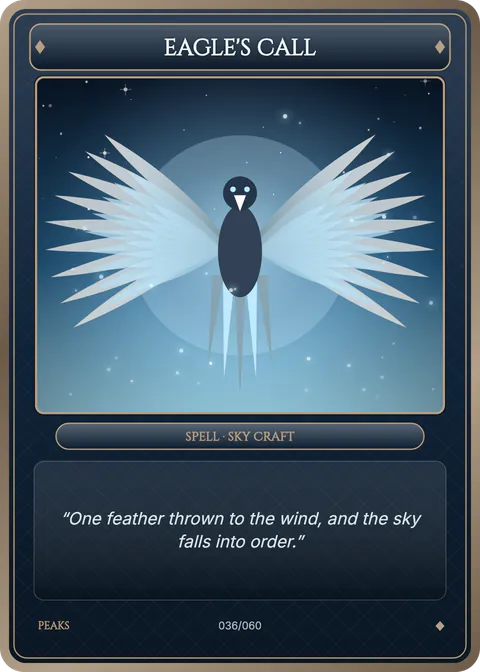 EAGLE'S CALL
SPELL · SKY CRAFT
“One feather thrown to the wind, and the sky
falls into order.”
PEAKS
036/060